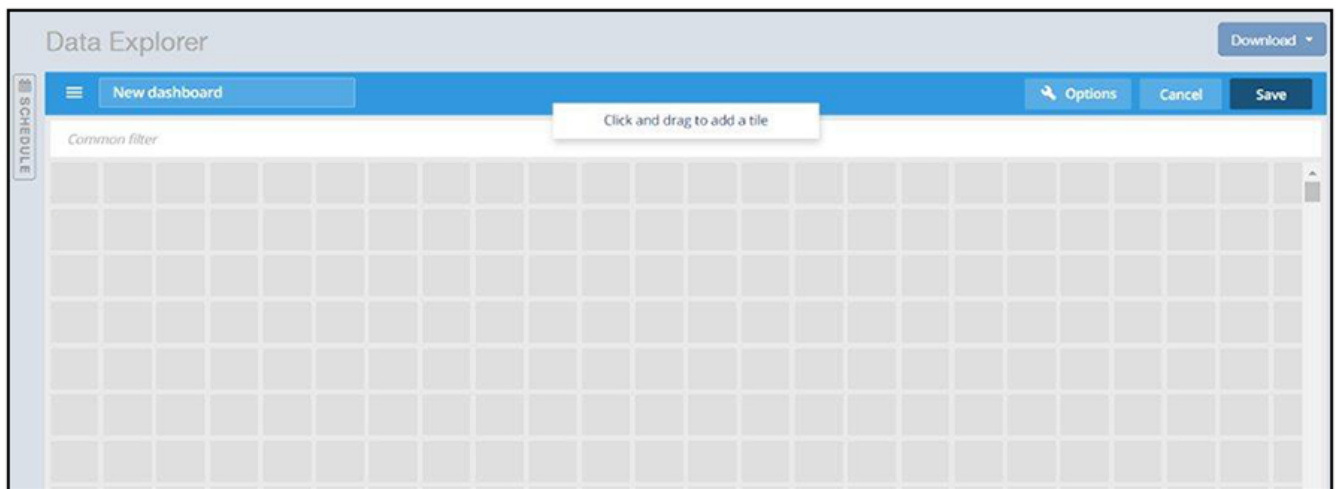 Data Explorer
Download
SCHEDULE
New dashboard
Options
Cancel
Save
Click and drag to add a tile
Common filter